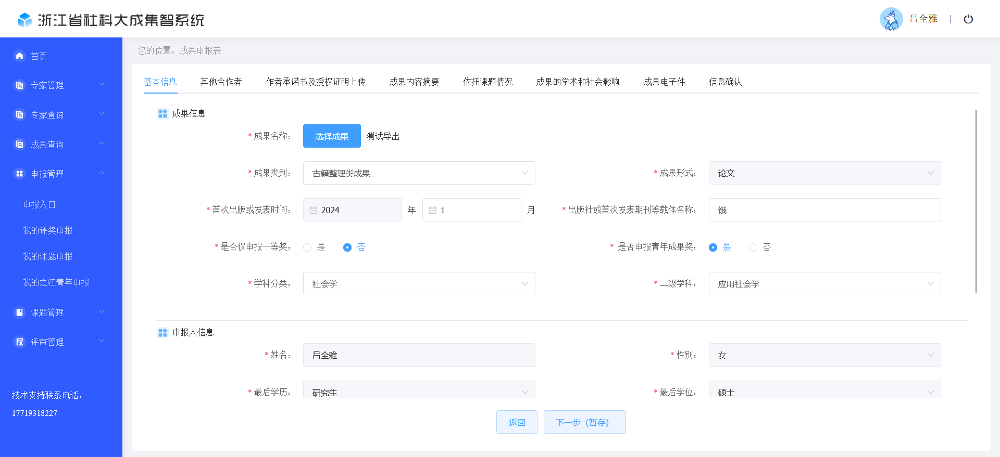 浙江省社科大成集智系统
吕全雅
首页
专家管理
专家查询
成果查询
申报管理
申报入口
我的评奖申报
我的课题申报
我的之江青年申报
课题管理
评审管理
技术支持联系电话：
17719318227
您的位置：成果申报表
基本信息 其他合作者 作者承诺书及授权证明上传 成果内容摘要 依托课题情况 成果的学术和社会影响 成果电子件 信息确认
成果信息
* 成果名称： 选择成果 测试导出
* 成果类别： 古籍整理类成果 * 成果形式： 论文
* 首次出版或发表时间： 2024 年 1 月 * 出版社或首次发表期刊等载体名称： 饿
* 是否仅申报一等奖： 是 否 * 是否申报青年成果奖： 是 否
* 学科分类： 社会学 * 二级学科： 应用社会学
申报人信息
* 姓名： 吕全雅 * 性别： 女
* 最后学历： 研究生 * 最后学位： 硕士
返回 下一步（暂存）